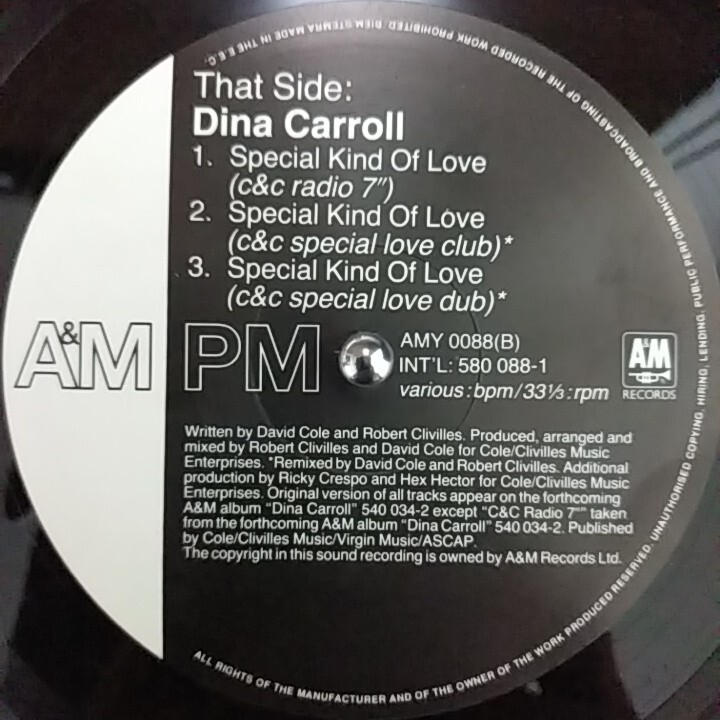 That Side:
Dina Carroll
1. Special Kind Of Love
(c&c radio 7")
2. Special Kind Of Love
(c&c special love club)*
3. Special Kind Of Love
(c&c special love dub)*
A&M PM
AMY 0088(B)
INT'L: 580 088-1
various:bpm/33⅓:rpm
A&M
RECORDS
Written by David Cole and Robert Clivilles. Produced, arranged and
mixed by Robert Clivilles and David Cole for Cole/Clivilles Music
Enterprises. *Remixed by David Cole and Robert Clivilles. Additional
production by Ricky Crespo and Hex Hector for Cole/Clivilles Music
Enterprises. Original version of all tracks appear on the forthcoming
A&M album "Dina Carroll" 540 034-2 except "C&C Radio 7"" taken
from the forthcoming A&M album "Dina Carroll" 540 034-2. Published
by Cole/Clivilles Music/Virgin Music/ASCAP.
The copyright in this sound recording is owned by A&M Records Ltd.
ALL RIGHTS OF THE MANUFACTURER AND OF THE OWNER OF THE WORK PRODUCED RESERVED. UNAUTHORISED COPYING, HIRING, LENDING, PUBLIC PERFORMANCE AND BROADCASTING OF THE RECORDED WORK PROHIBITED. BIEM STEMRA MADE IN THE E.E.C.